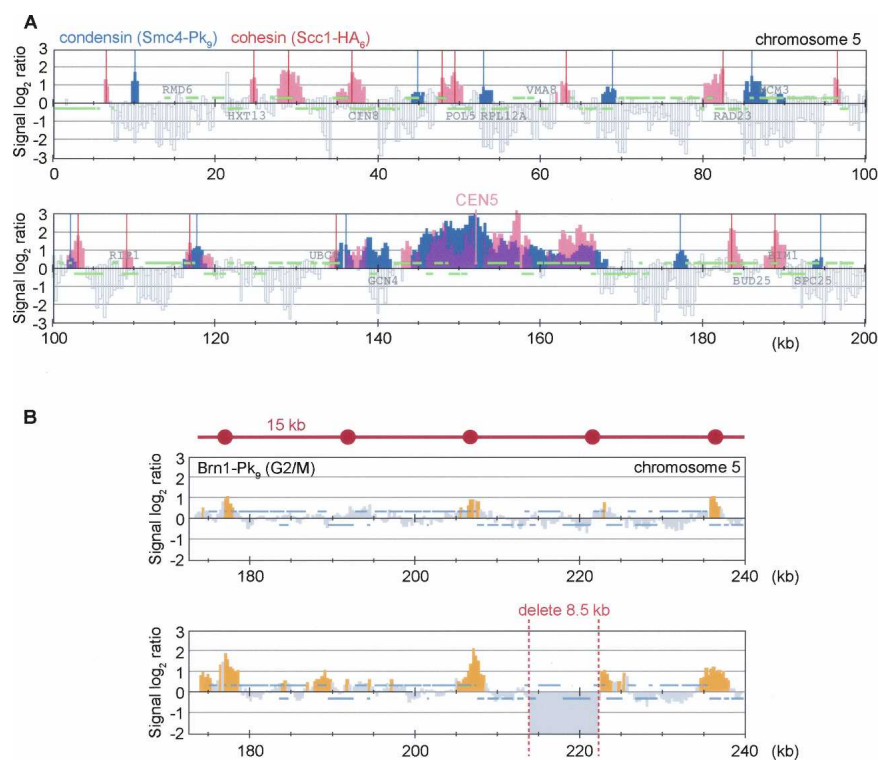 A
condensin (Smc4-Pk9) cohesin (Scc1-HA6) chromosome 5
Signal log2 ratio
3
2
1
0
-1
-2
-3
RMD6 VMA8 MCM3
HXT13 CIN8 POL5 RPL12A RAD23
0 20 40 60 80 100
CEN5
Signal log2 ratio
3
2
1
0
-1
-2
-3
RIP1 BIM1
GCN4 BUD25 SPC25
100 120 140 160 180 200
(kb)
B
15 kb
Brn1-Pk9 (G2/M) chromosome 5
Signal log2 ratio
3
2
1
0
-1
-2
180 200 220 240 (kb)
delete 8.5 kb
Signal log2 ratio
3
2
1
0
-1
-2
180 200 220 240 (kb)